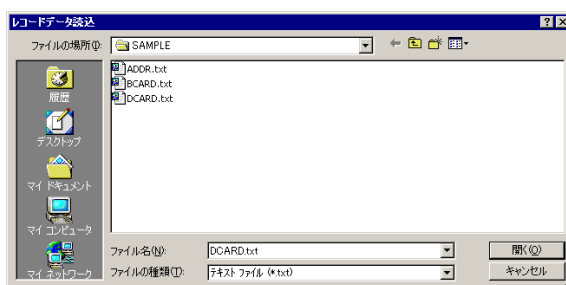 レコードデータ読込
ファイルの場所(I): SAMPLE
履歴
デスクトップ
マイ ドキュメント
マイ コンピュータ
マイ ネットワーク
ADDR.txt
BCARD.txt
DCARD.txt
ファイル名(N): DCARD.txt 開く(O)
ファイルの種類(T): テキスト ファイル (*.txt) キャンセル